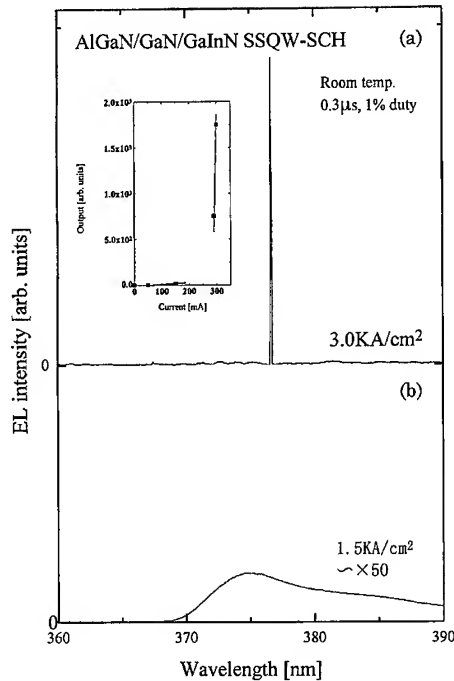 AlGaN/GaN/GaInN SSQW-SCH
(a)
Room temp.
0.3μs, 1% duty
2.0x10³
1.5x10³
1.0x10³
5.0x10²
0.0
0 100 200 300
Output [arb. units]
Current [mA]
3.0KA/cm²
0
(b)
1.5KA/cm²
∽×50
0
360 370 380 390
EL intensity [arb. units]
Wavelength [nm]